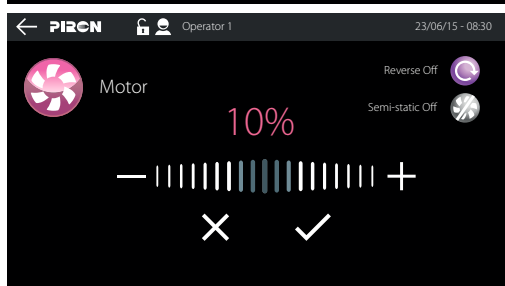 PIRON
Operator 1
23/06/15 - 08:30
Reverse Off
Motor
Semi-static Off
10%